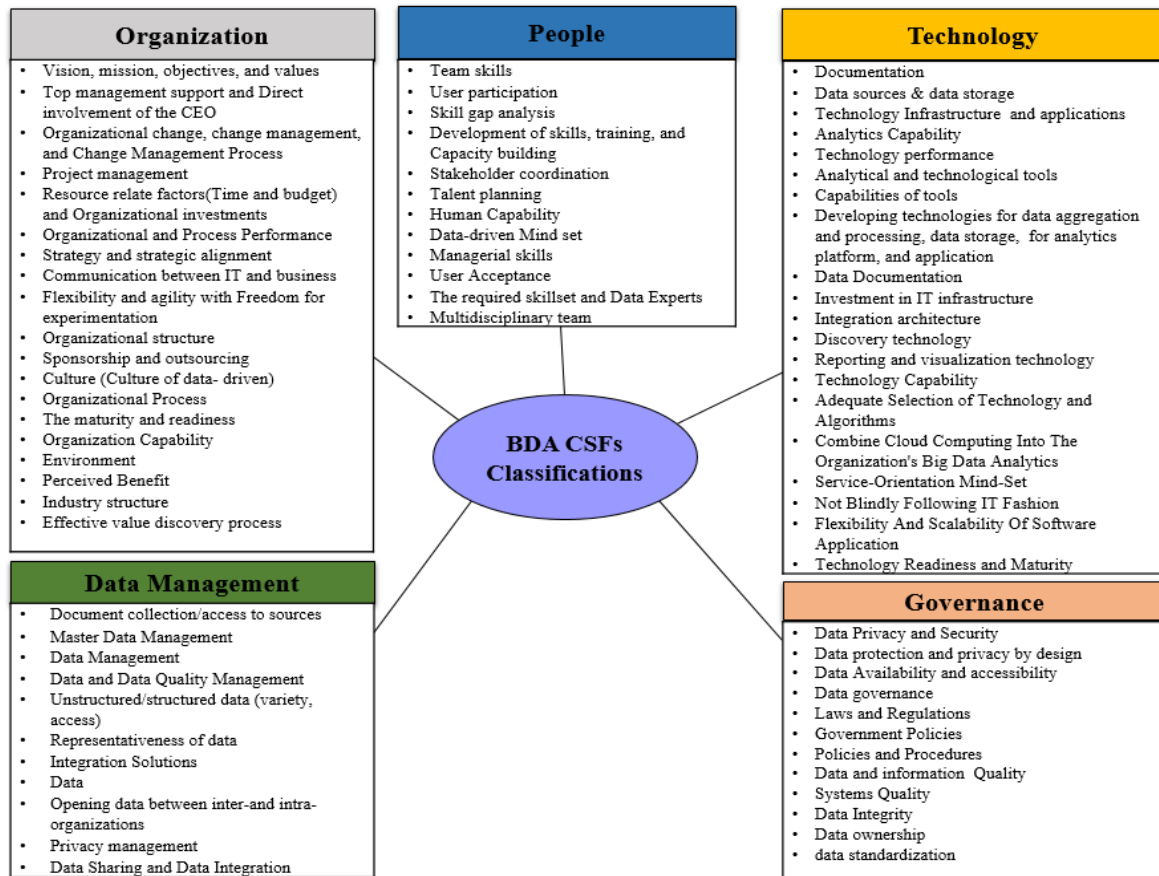 Organization
• Vision, mission, objectives, and values
• Top management support and Direct
involvement of the CEO
• Organizational change, change management,
and Change Management Process
• Project management
• Resource relate factors(Time and budget)
and Organizational investments
• Organizational and Process Performance
• Strategy and strategic alignment
• Communication between IT and business
• Flexibility and agility with Freedom for
experimentation
• Organizational structure
• Sponsorship and outsourcing
• Culture (Culture of data- driven)
• Organizational Process
• The maturity and readiness
• Organization Capability
• Environment
• Perceived Benefit
• Industry structure
• Effective value discovery process
People
• Team skills
• User participation
• Skill gap analysis
• Development of skills, training, and
Capacity building
• Stakeholder coordination
• Talent planning
• Human Capability
• Data-driven Mind set
• Managerial skills
• User Acceptance
• The required skillset and Data Experts
• Multidisciplinary team
Technology
• Documentation
• Data sources & data storage
• Technology Infrastructure and applications
• Analytics Capability
• Technology performance
• Analytical and technological tools
• Capabilities of tools
• Developing technologies for data aggregation
and processing, data storage, for analytics
platform, and application
• Data Documentation
• Investment in IT infrastructure
• Integration architecture
• Discovery technology
• Reporting and visualization technology
• Technology Capability
• Adequate Selection of Technology and
Algorithms
• Combine Cloud Computing Into The
Organization's Big Data Analytics
• Service-Orientation Mind-Set
• Not Blindly Following IT Fashion
• Flexibility And Scalability Of Software
Application
• Technology Readiness and Maturity
BDA CSFs
Classifications
Data Management
• Document collection/access to sources
• Master Data Management
• Data Management
• Data and Data Quality Management
• Unstructured/structured data (variety,
access)
• Representativeness of data
• Integration Solutions
• Data
• Opening data between inter-and intra-
organizations
• Privacy management
• Data Sharing and Data Integration
Governance
• Data Privacy and Security
• Data protection and privacy by design
• Data Availability and accessibility
• Data governance
• Laws and Regulations
• Government Policies
• Policies and Procedures
• Data and information Quality
• Systems Quality
• Data Integrity
• Data ownership
• data standardization